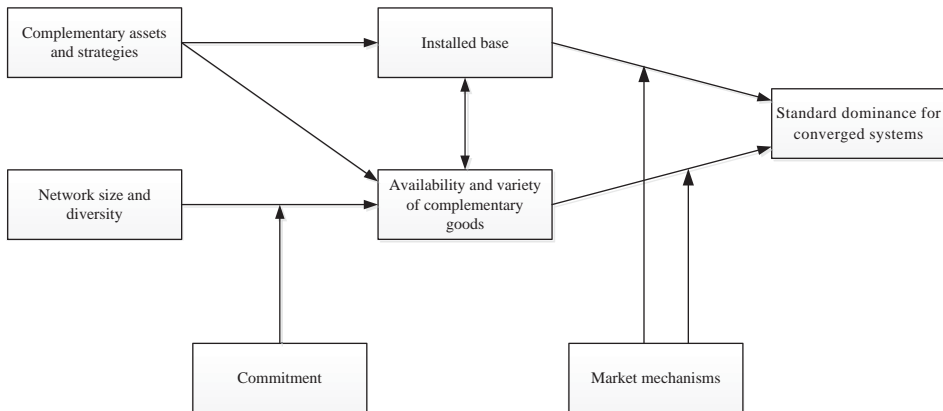 Complementary assets
and strategies
Installed base
Standard dominance for
converged systems
Network size and
diversity
Availability and variety
of complementary
goods
Commitment
Market mechanisms